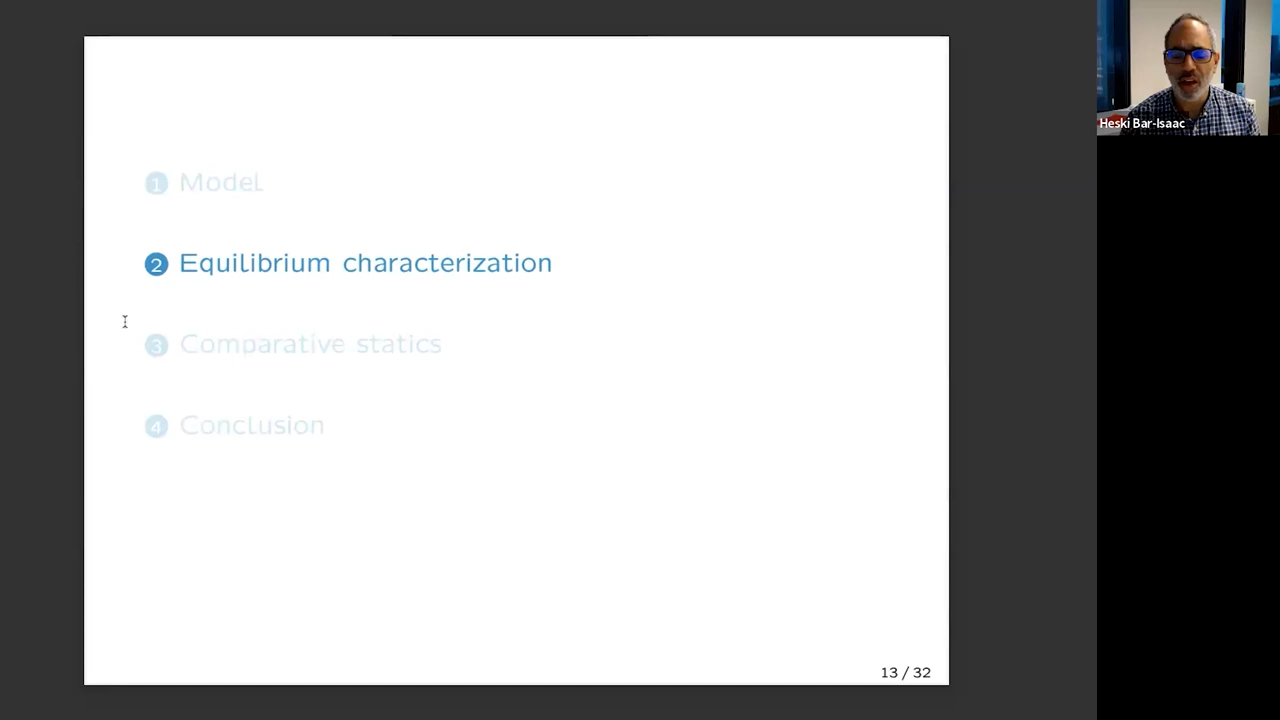 Heski Bar-Isaac
1 Model
2 Equilibrium characterization
3 Comparative statics
4 Conclusion
13 / 32